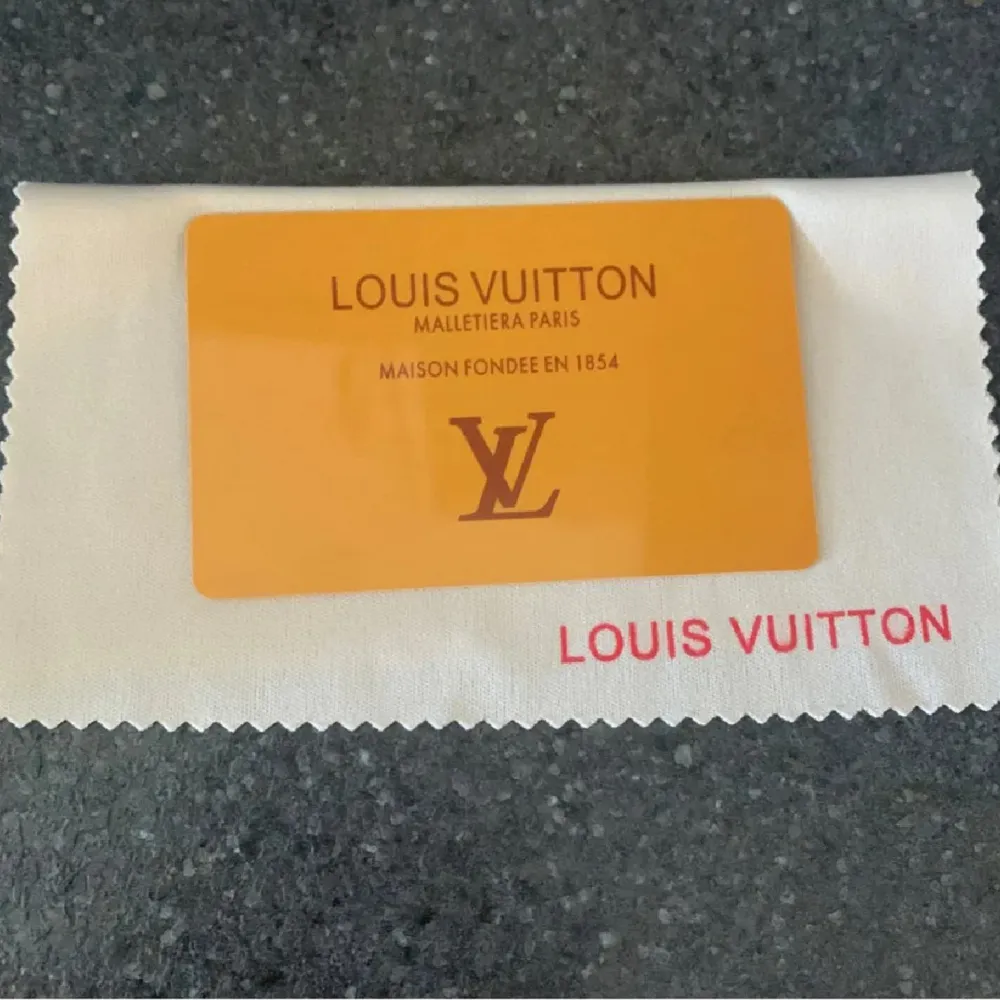 LOUIS VUITTON
MALLETIERA PARIS
MAISON FONDEE EN 1854
LV
LOUIS VUITTON